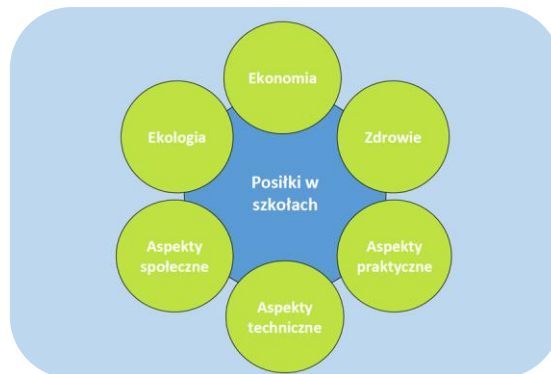 Ekonomia
Ekologia
Zdrowie
Posiłki w
szkołach
Aspekty
społeczne
Aspekty
praktyczne
Aspekty
techniczne